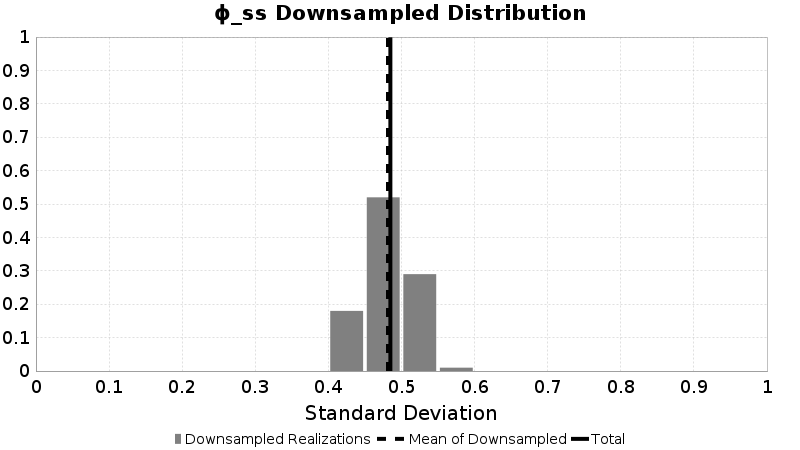 ϕ_ss Downsampled Distribution
1
0.9
0.8
0.7
0.6
0.5
0.4
0.3
0.2
0.1
0
0 0.1 0.2 0.3 0.4 0.5 0.6 0.7 0.8 0.9 1
Standard Deviation
Downsampled Realizations Mean of Downsampled Total